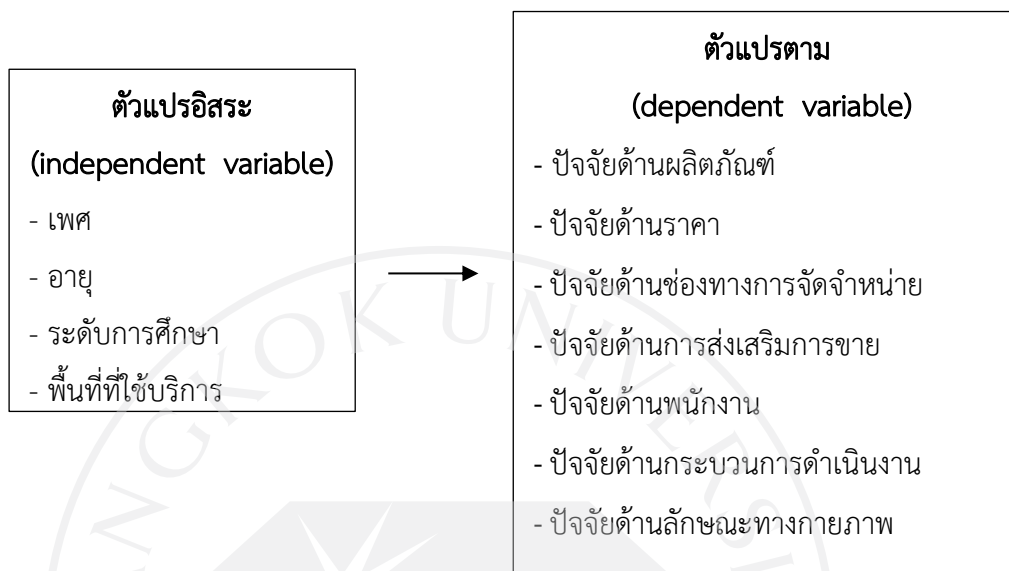 ตัวแปรอิสระ
(independent variable)
- เพศ
- อายุ
- ระดับการศึกษา
- พื้นที่ที่ใช้บริการ
ตัวแปรตาม
(dependent variable)
- ปัจจัยด้านผลิตภัณฑ์
- ปัจจัยด้านราคา
- ปัจจัยด้านช่องทางการจัดจำหน่าย
- ปัจจัยด้านการส่งเสริมการขาย
- ปัจจัยด้านพนักงาน
- ปัจจัยด้านกระบวนการดำเนินงาน
- ปัจจัยด้านลักษณะทางกายภาพ
NGKOK UNIVERSI